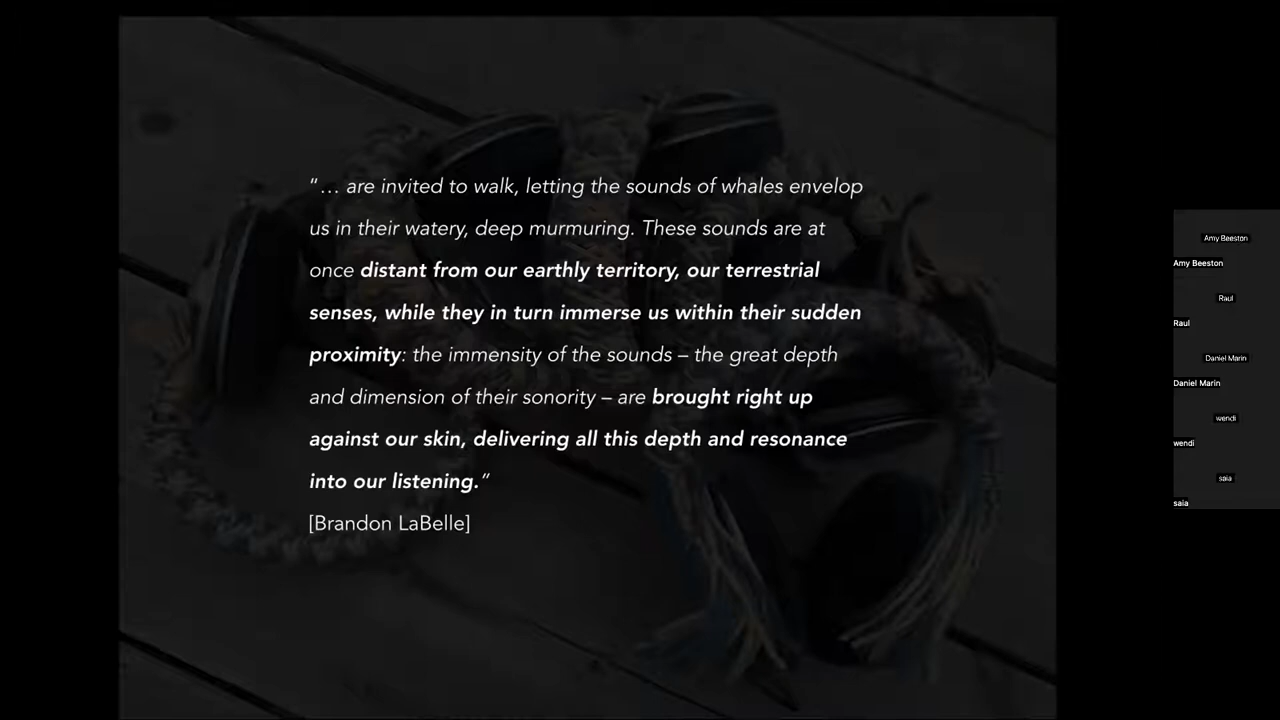 “… are invited to walk, letting the sounds of whales envelop
us in their watery, deep murmuring. These sounds are at
once distant from our earthly territory, our terrestrial
senses, while they in turn immerse us within their sudden
proximity: the immensity of the sounds – the great depth
and dimension of their sonority – are brought right up
against our skin, delivering all this depth and resonance
into our listening.”
[Brandon LaBelle]
Amy Beeston
Amy Beeston
Raul
Raul
Daniel Marin
Daniel Marin
wendi
wendi
saia
saia